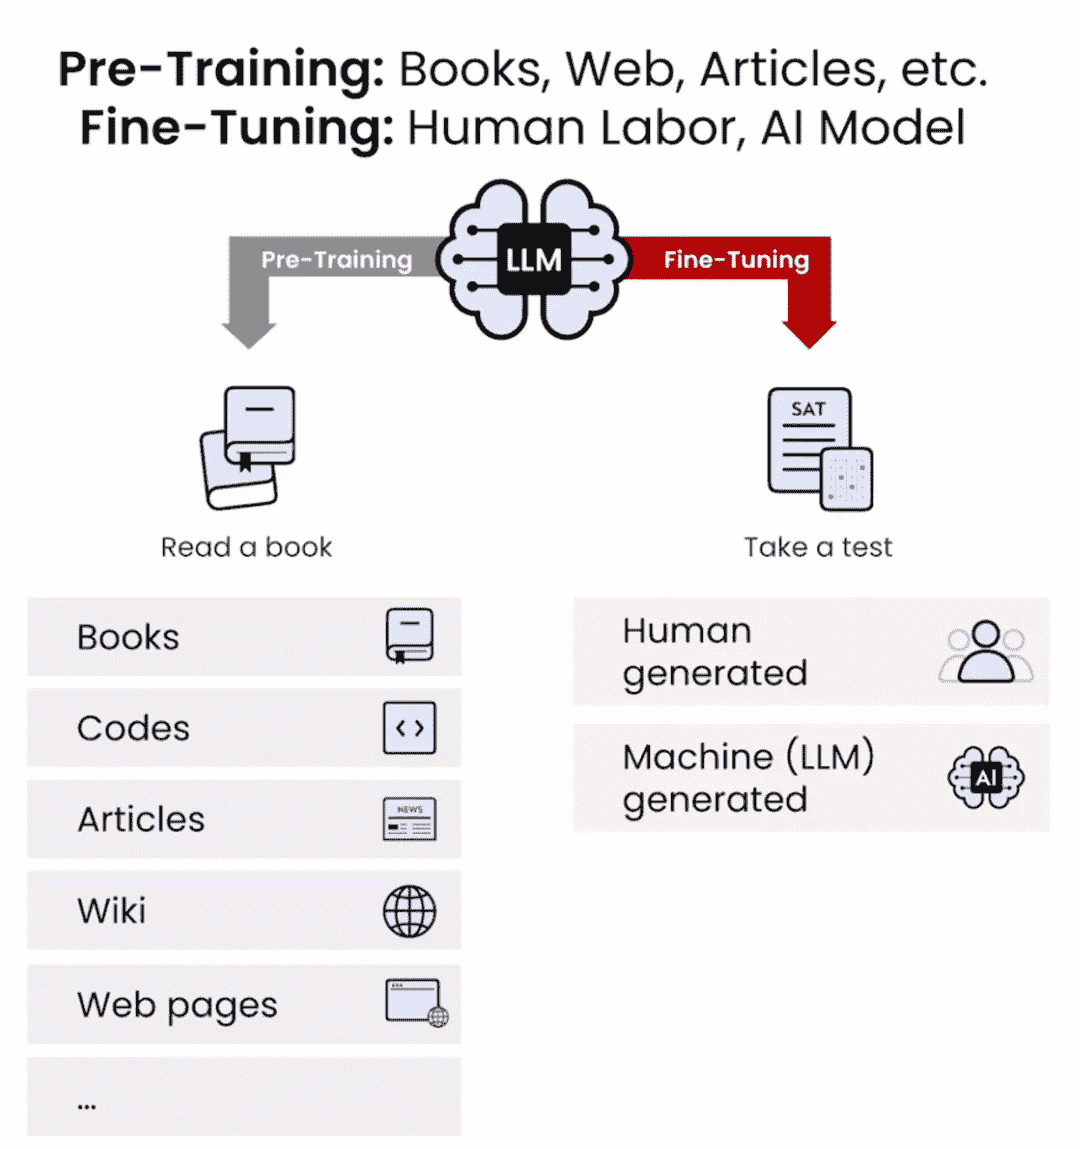 Pre-Training: Books, Web, Articles, etc.
Fine-Tuning: Human Labor, AI Model
Pre-Training
LLM
Fine-Tuning
SAT
Read a book
Take a test
Books
Codes
Articles
NEWS
Wiki
Web pages
...
Human
generated
Machine (LLM)
generated
AI